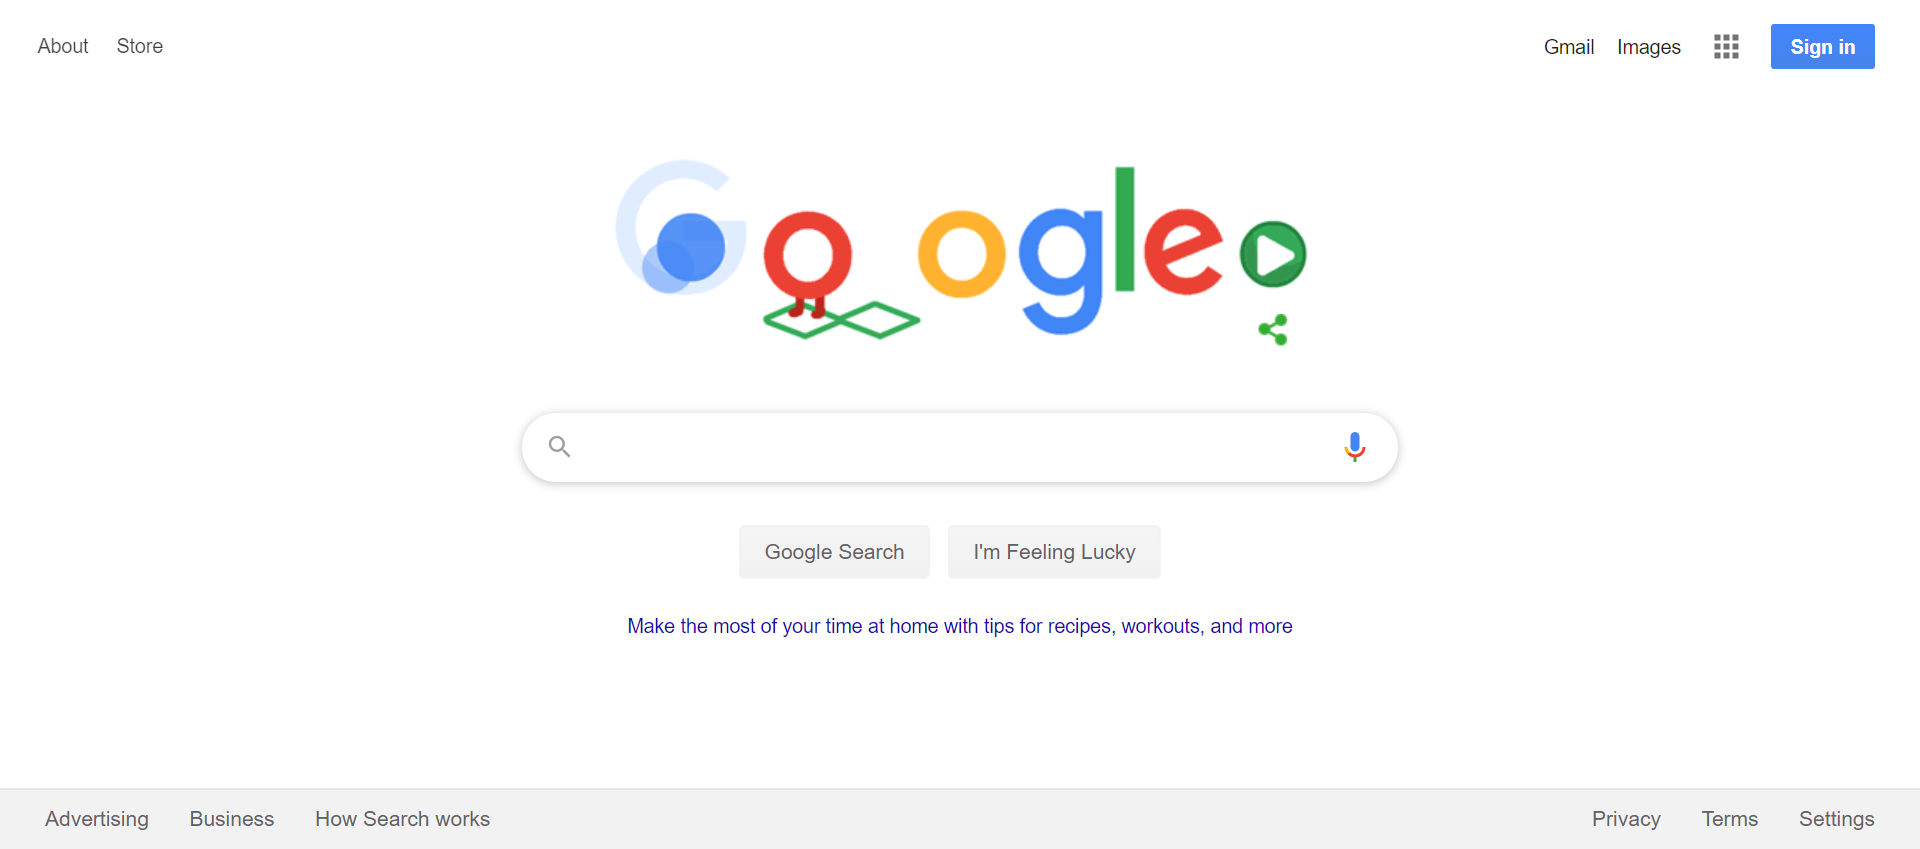 About Store
Gmail Images Sign in
Google
Google Search I'm Feeling Lucky
Make the most of your time at home with tips for recipes, workouts, and more
Advertising Business How Search works
Privacy Terms Settings